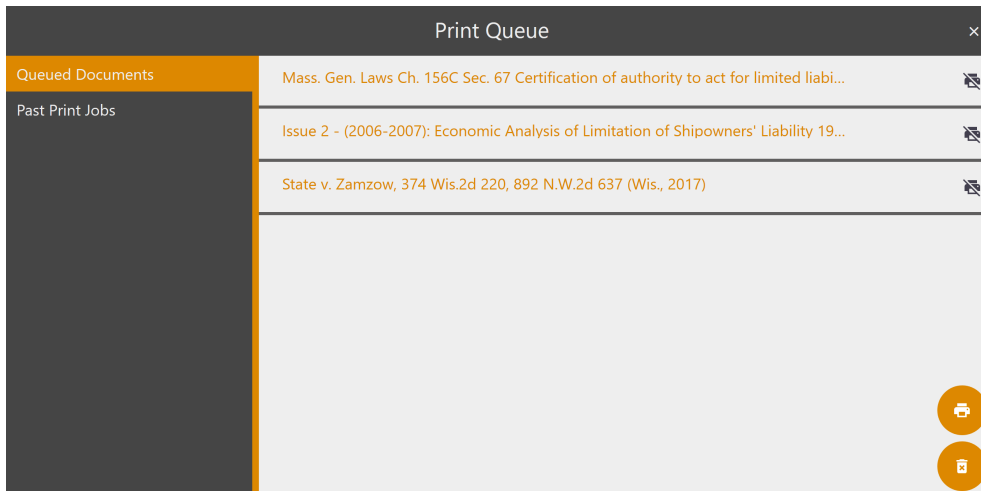 Print Queue
×
Queued Documents
Past Print Jobs
Mass. Gen. Laws Ch. 156C Sec. 67 Certification of authority to act for limited liabi...
Issue 2 - (2006-2007): Economic Analysis of Limitation of Shipowners' Liability 19...
State v. Zamzow, 374 Wis.2d 220, 892 N.W.2d 637 (Wis., 2017)